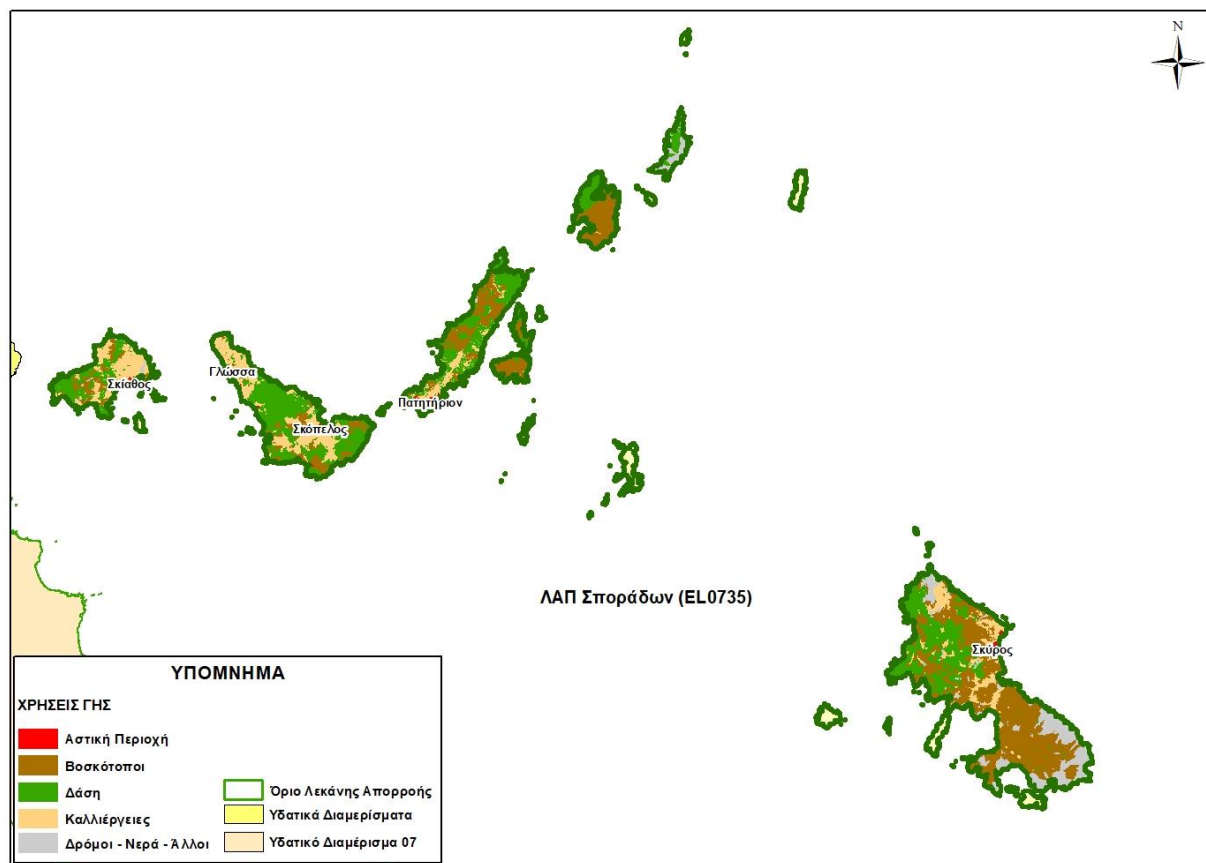 N
Σκίαθος
Γλώσσα
Πατητήριον
Σκόπελος
ΛΑΠ Σποράδων (EL0735)
Σκύρος
ΥΠΟΜΝΗΜΑ
ΧΡΗΣΕΙΣ ΓΗΣ
Αστική Περιοχή
Βοσκότοποι
Δάση
Καλλιέργειες
Δρόμοι - Νερά - Άλλοι
Όριο Λεκάνης Απορροής
Υδατικά Διαμερίσματα
Υδατικό Διαμέρισμα 07